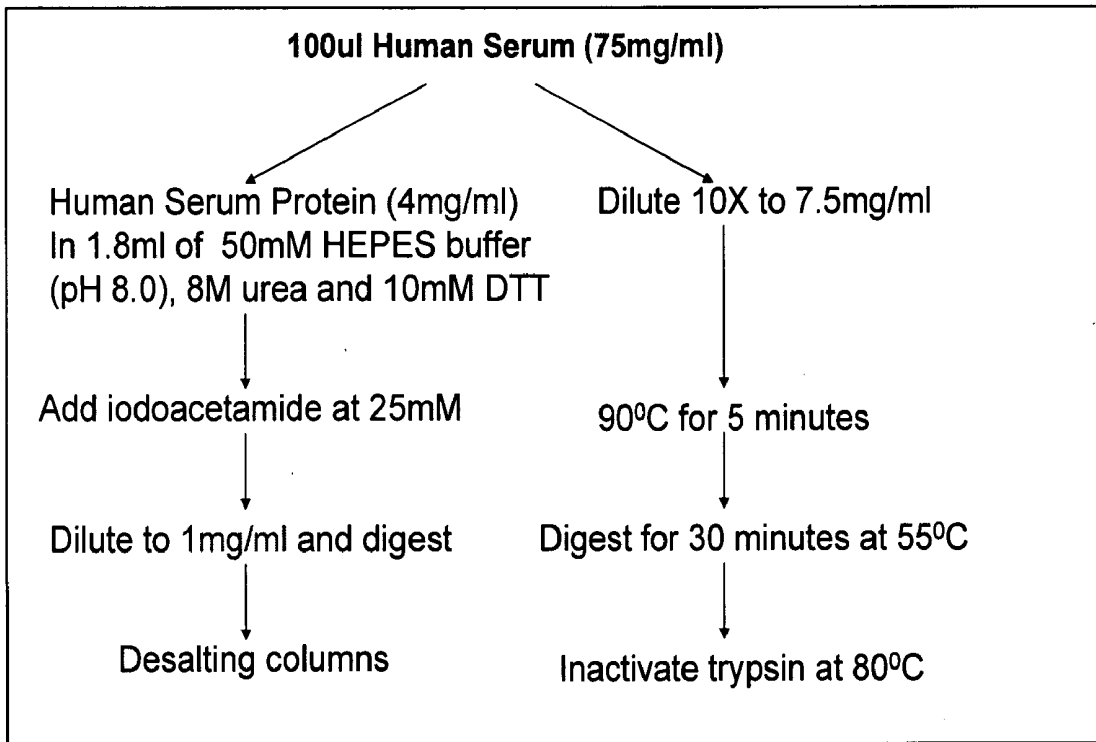 100ul Human Serum (75mg/ml)
Human Serum Protein (4mg/ml)
In 1.8ml of 50mM HEPES buffer
(pH 8.0), 8M urea and 10mM DTT
Add iodoacetamide at 25mM
Dilute to 1mg/ml and digest
Desalting columns
Dilute 10X to 7.5mg/ml
90⁰C for 5 minutes
Digest for 30 minutes at 55⁰C
Inactivate trypsin at 80⁰C